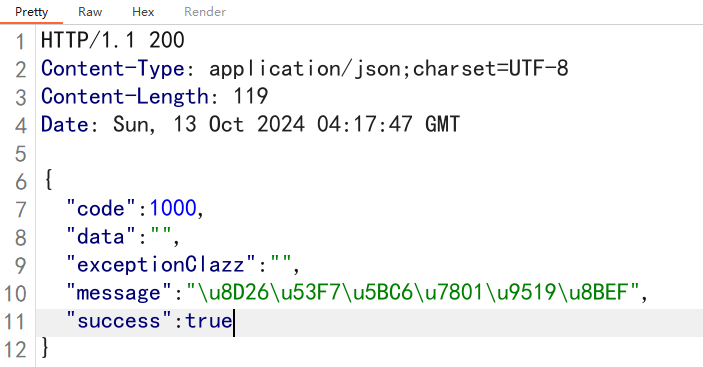 Pretty Raw Hex Render
1 HTTP/1.1 200
2 Content-Type: application/json;charset=UTF-8
3 Content-Length: 119
4 Date: Sun, 13 Oct 2024 04:17:47 GMT
5
6 {
7 "code":1000,
8 "data":"",
9 "exceptionClazz":"",
10 "message":"\u8D26\u53F7\u5BC6\u7801\u9519\u8BEF",
11 "success":true
12 }